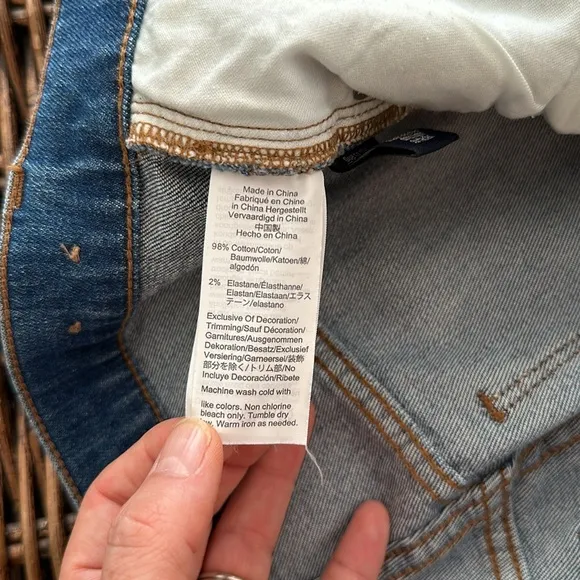 Made in China
Fabriqué en Chine
in China Hergestellt
Vervaardigd in China
中国製
Hecho en China
98% Cotton/Coton/
Baumwolle/Katoen/綿/
algodón
2% Elastane/Élasthanne/
Elastan/Elastaan/エラス
テーン/elastano
Exclusive Of Decoration/
Trimming/Sauf Décoration/
Garnitures/Ausgenommen
Dekoration/Besatz/Exclusief
Versiering/Garneersel/装飾
部分を除く/トリム部/No
Incluye Decoración/Ribete
Machine wash cold with
like colors. Non chlorine
bleach only. Tumble dry
Warm iron as needed.